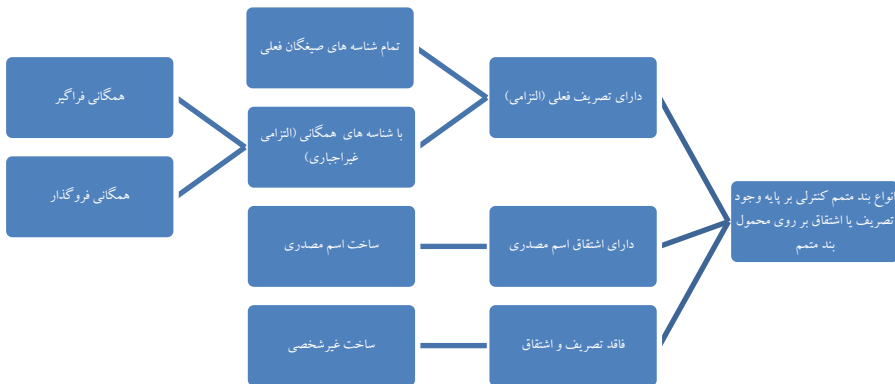 انواع بند متمم کنترلی بر پایه وجود
تصریف یا اشتقاق بر روی محمول
بند متمم
دارای تصریف فعلی (التزامی)
تمام شناسه های صیغگان فعلی
با شناسه های همگانی (التزامی
غیراجباری)
همگانی فراگیر
همگانی فروگذار
دارای اشتقاق اسم مصدری
ساخت اسم مصدری
فاقد تصریف و اشتقاق
ساخت غیرشخصی